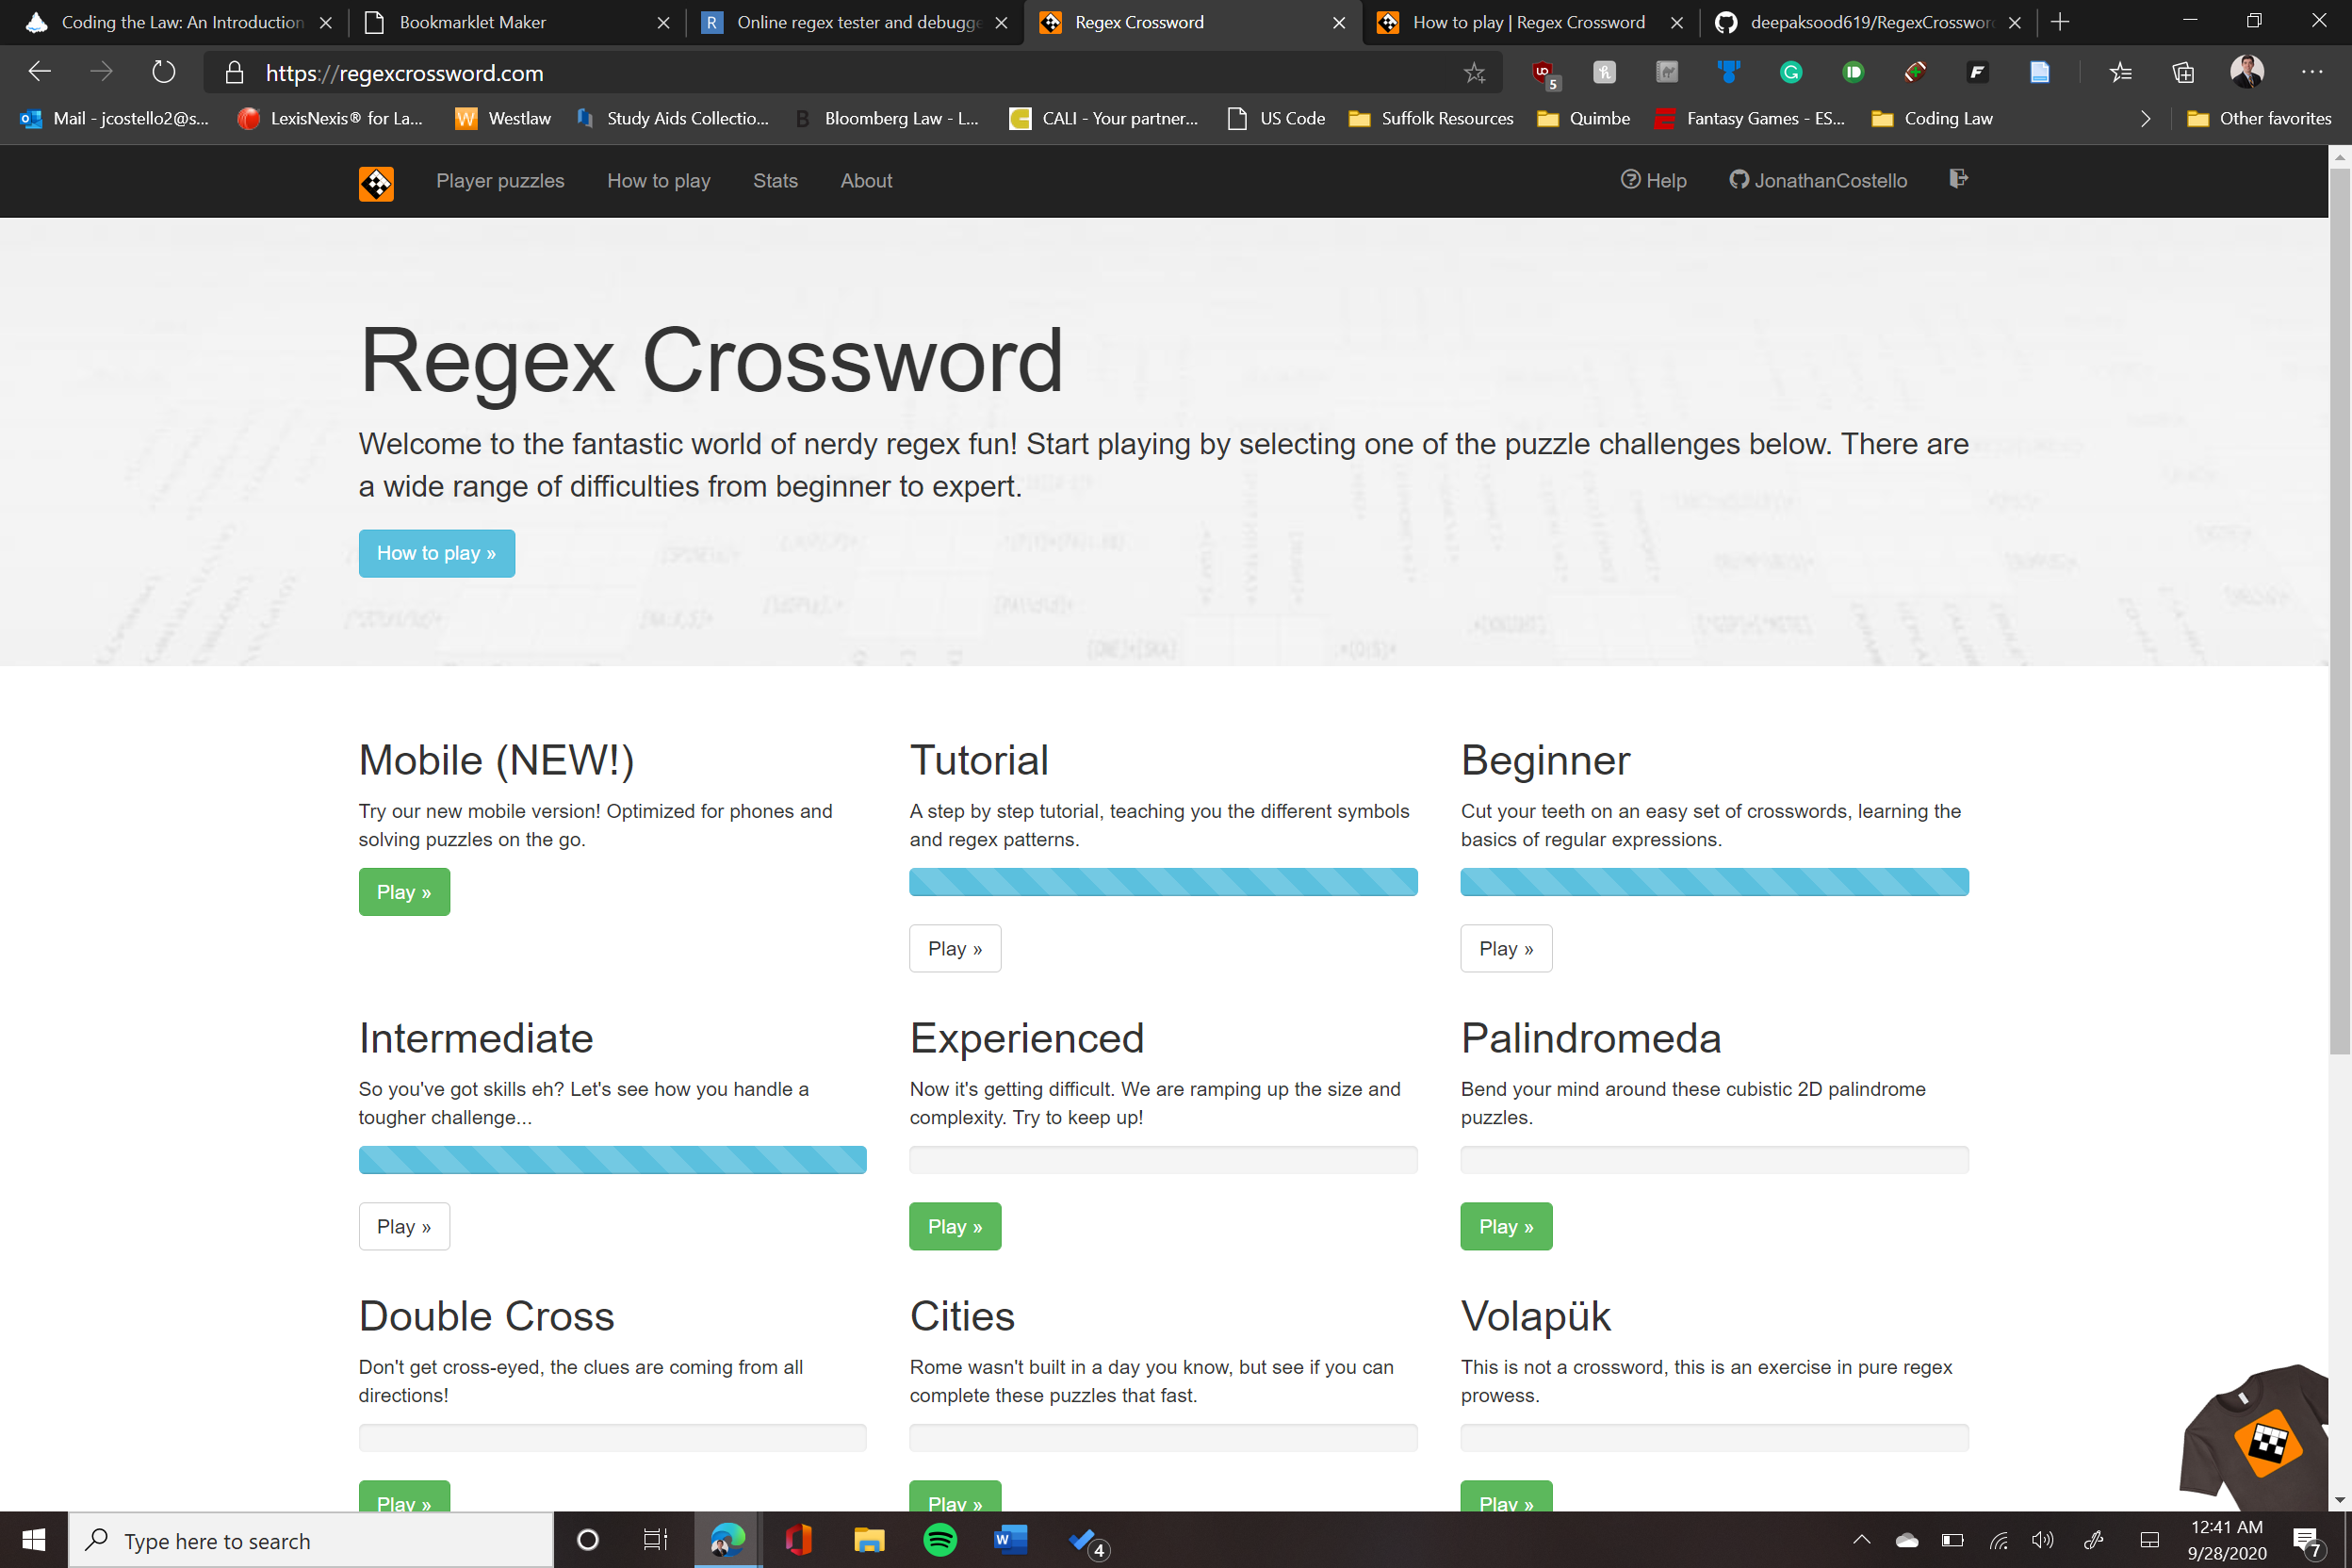 Coding the Law: An Introduction
Bookmarklet Maker
Online regex tester and debugge
Regex Crossword
How to play | Regex Crossword
deepaksood619/RegexCrosswor
https://regexcrossword.com
5
Mail - jcostello2@s...
LexisNexis® for La...
Westlaw
Study Aids Collectio...
Bloomberg Law - L...
CALI - Your partner...
US Code
Suffolk Resources
Quimbe
Fantasy Games - ES...
Coding Law
Other favorites
Player puzzles
How to play
Stats
About
Help
JonathanCostello
Regex Crossword
Welcome to the fantastic world of nerdy regex fun! Start playing by selecting one of the puzzle challenges below. There are
a wide range of difficulties from beginner to expert.
How to play »
Mobile (NEW!)
Try our new mobile version! Optimized for phones and
solving puzzles on the go.
Play »
Tutorial
A step by step tutorial, teaching you the different symbols
and regex patterns.
Play »
Beginner
Cut your teeth on an easy set of crosswords, learning the
basics of regular expressions.
Play »
Intermediate
So you've got skills eh? Let's see how you handle a
tougher challenge...
Play »
Experienced
Now it's getting difficult. We are ramping up the size and
complexity. Try to keep up!
Play »
Palindromeda
Bend your mind around these cubistic 2D palindrome
puzzles.
Play »
Double Cross
Don't get cross-eyed, the clues are coming from all
directions!
Play »
Cities
Rome wasn't built in a day you know, but see if you can
complete these puzzles that fast.
Play »
Volapük
This is not a crossword, this is an exercise in pure regex
prowess.
Play »
Type here to search
4
12:41 AM
9/28/2020
7